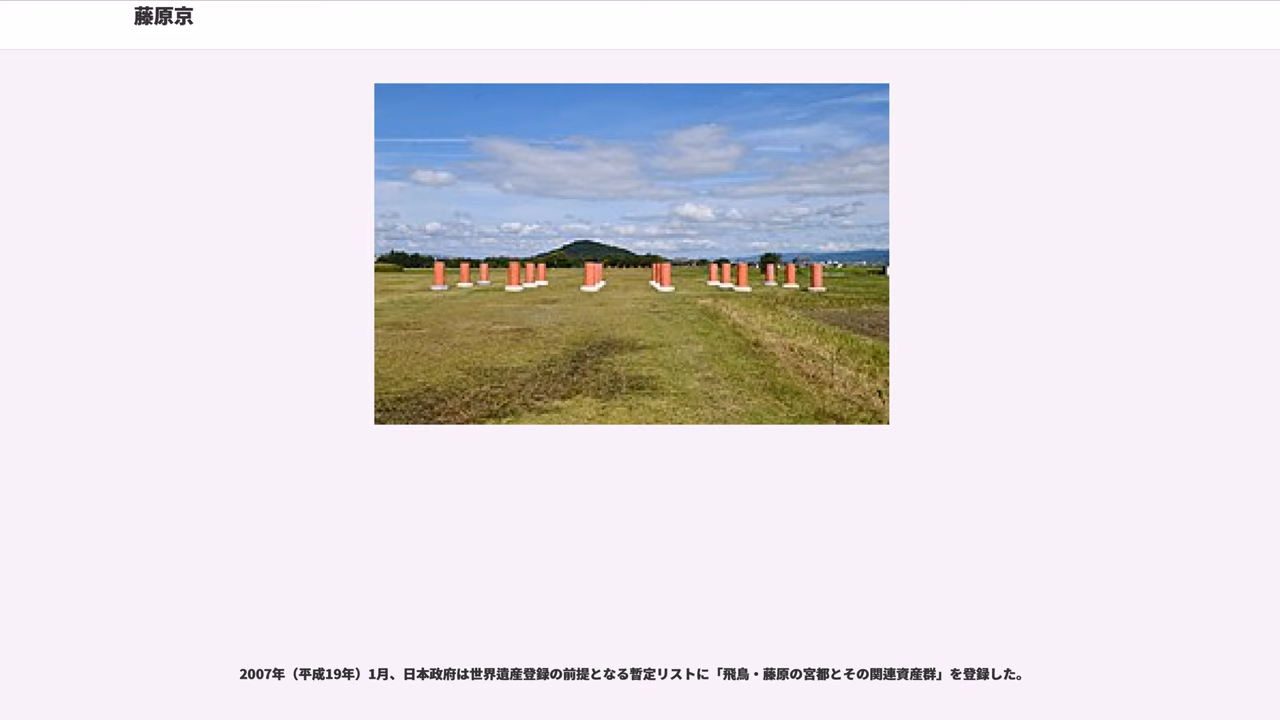 藤原京
2007年（平成19年）1月、日本政府は世界遺産登録の前提となる暫定リストに「飛鳥・藤原の宮都とその関連資産群」を登録した。